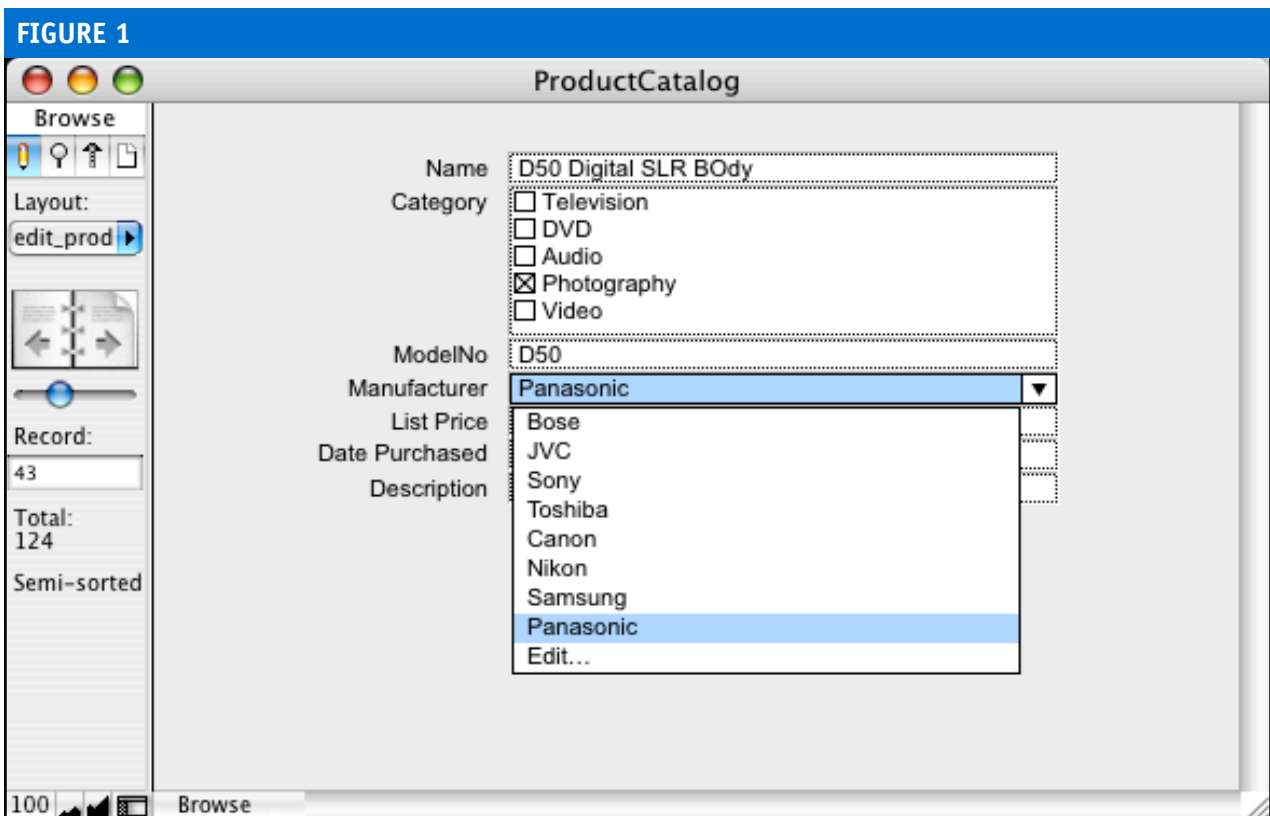 FIGURE 1
ProductCatalog
Browse
Layout:
edit_prod
Record:
43
Total:
124
Semi-sorted
Name D50 Digital SLR BOdy
Category Television
DVD
Audio
Photography
Video
ModelNo D50
Manufacturer Panasonic
List Price
Date Purchased
Description
Bose
JVC
Sony
Toshiba
Canon
Nikon
Samsung
Panasonic
Edit...
100 Browse